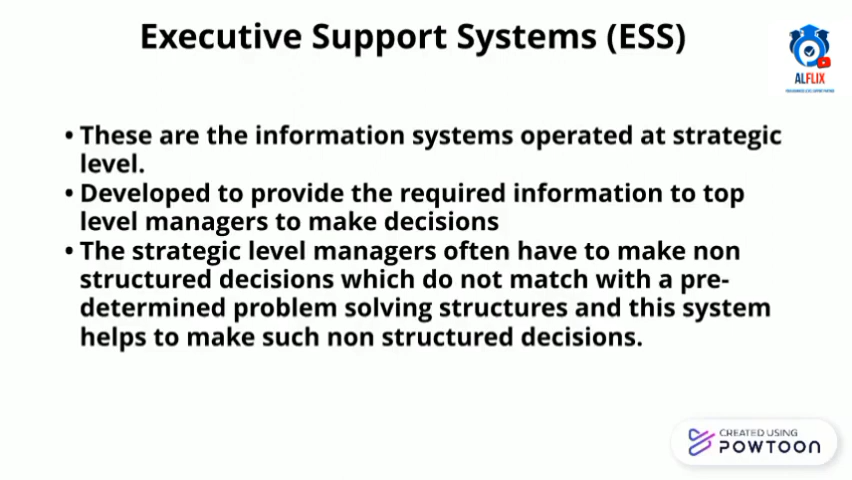 Executive Support Systems (ESS)
ALFLIX
• These are the information systems operated at strategic
level.
• Developed to provide the required information to top
level managers to make decisions
• The strategic level managers often have to make non
structured decisions which do not match with a pre-
determined problem solving structures and this system
helps to make such non structured decisions.
CREATED USING
POWTOON